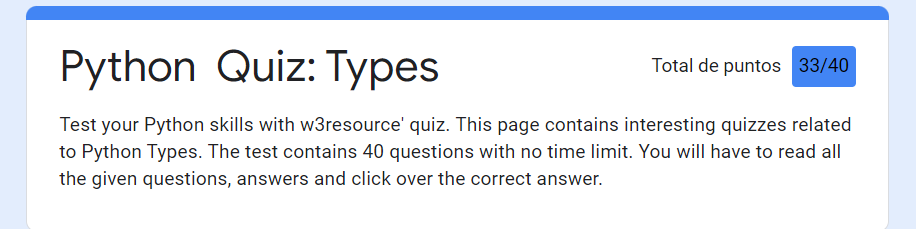 Python  Quiz: Types
Total de puntos 33/40
Test your Python skills with w3resource' quiz. This page contains interesting quizzes related
to Python Types. The test contains 40 questions with no time limit. You will have to read all
the given questions, answers and click over the correct answer.